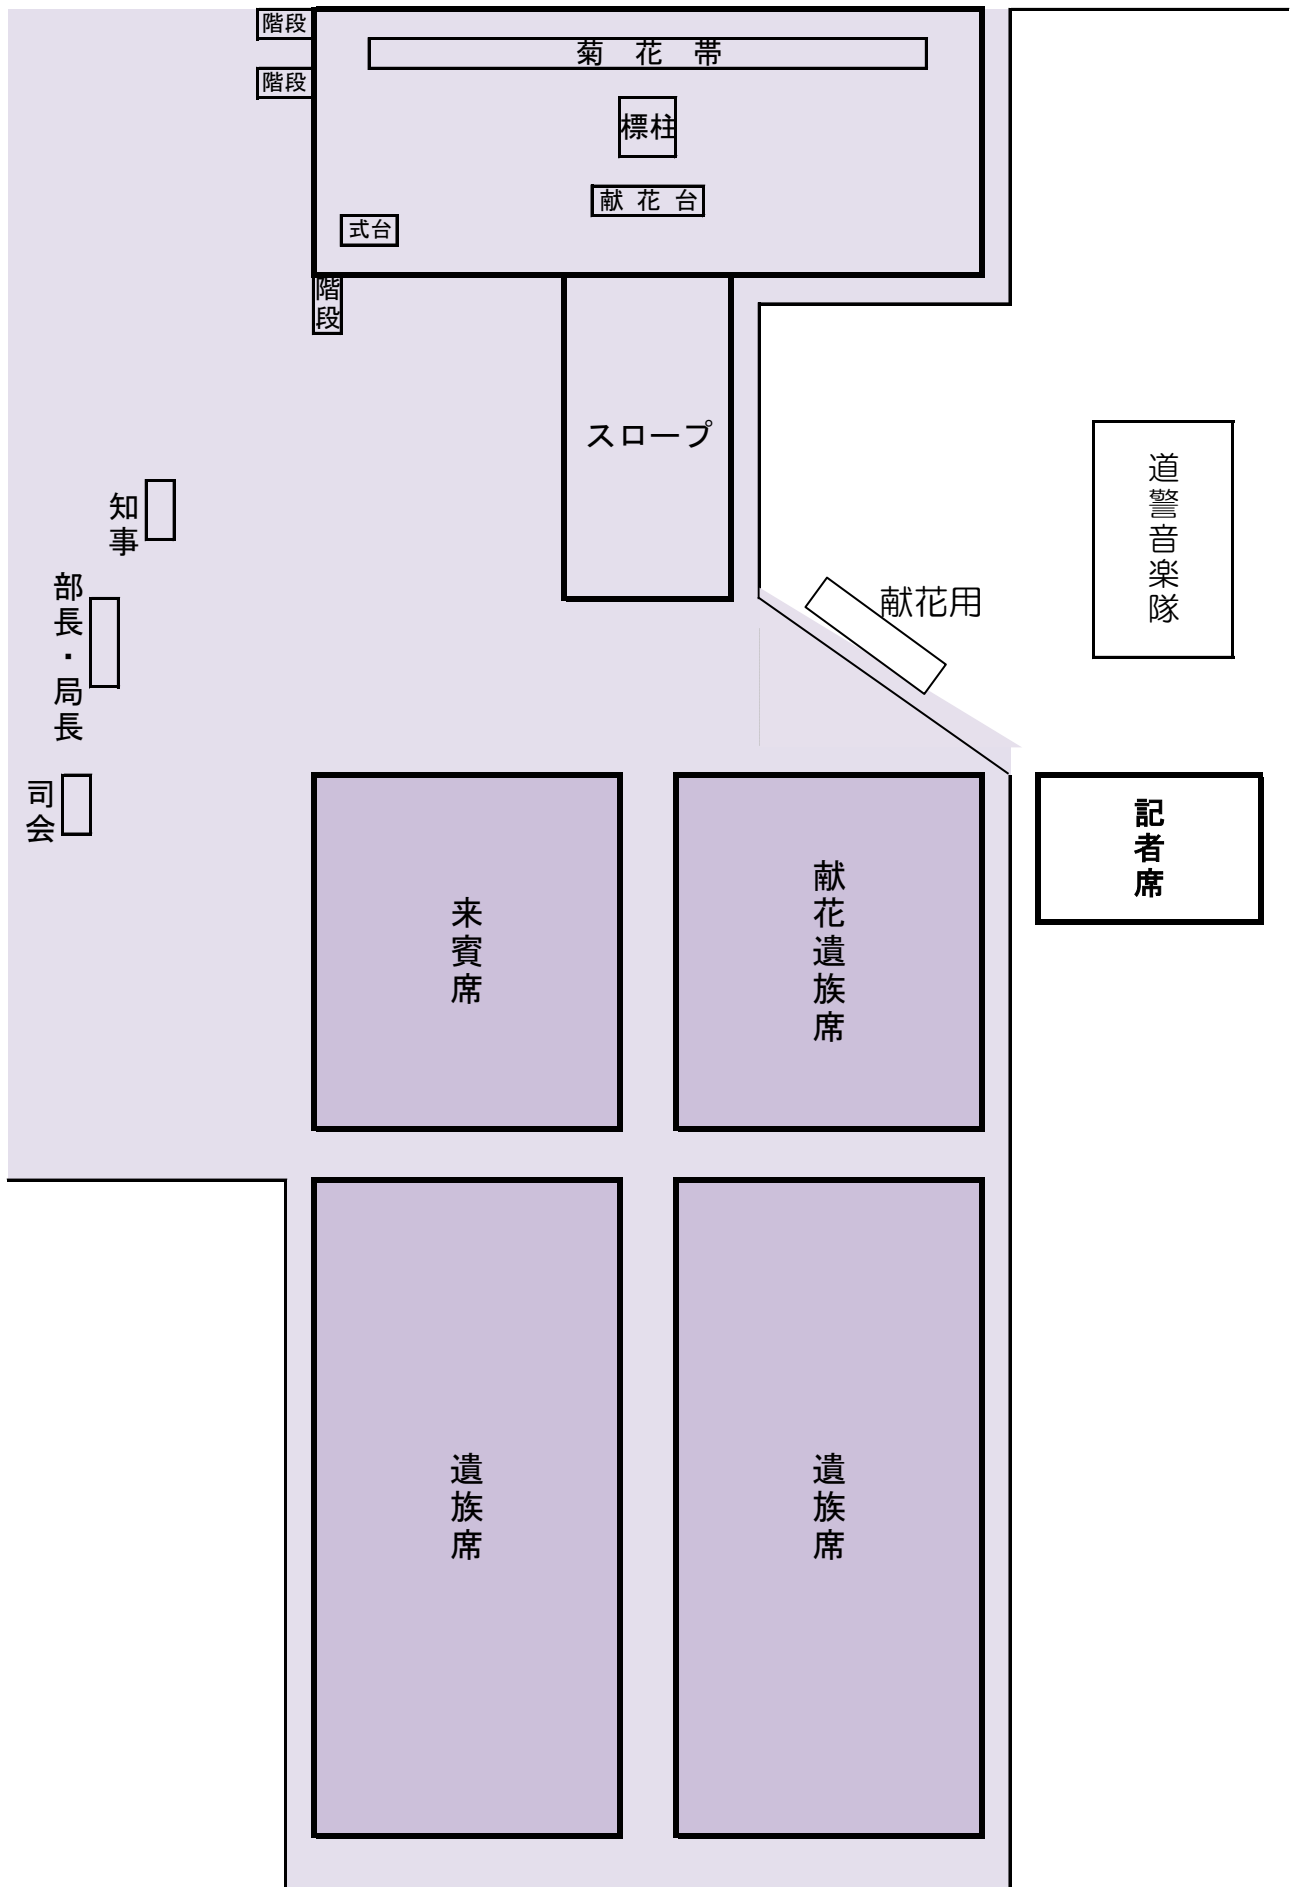 階段
菊花帯
階段
標柱
献花台
式台
階段
スロープ
道警音楽隊
知事
献花用
部長・局長
司会
記者席
来賓席
献花遺族席
遺族席
遺族席